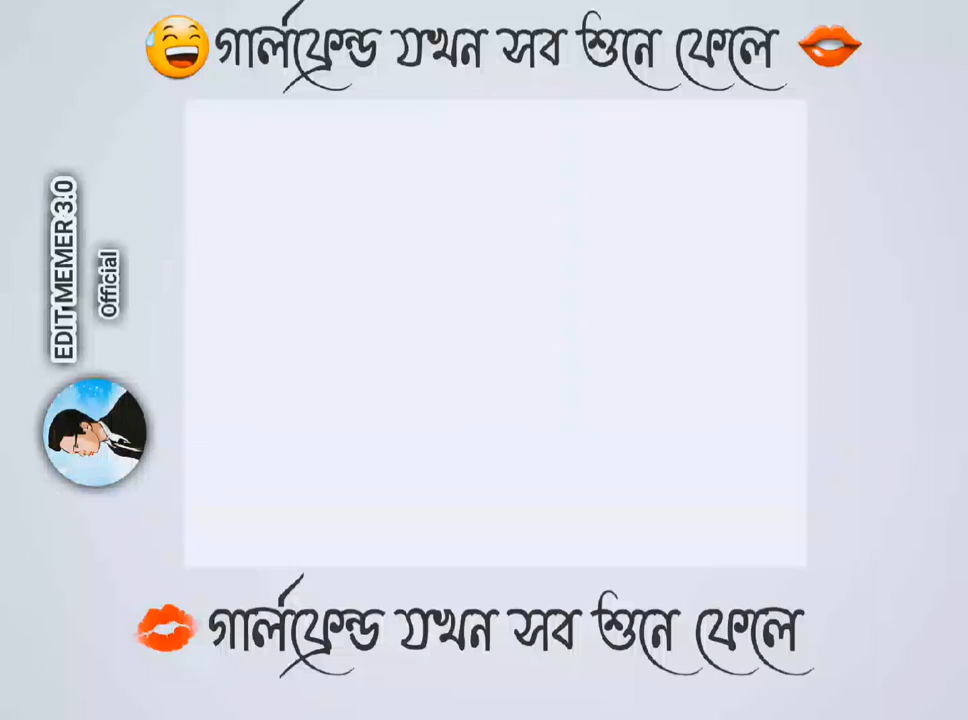 😅গার্লফ্রেন্ড যখন সব শুনে ফেলে 👄
EDIT MEMER 3.0
Official
💋 গার্লফ্রেন্ড যখন সব শুনে ফেলে